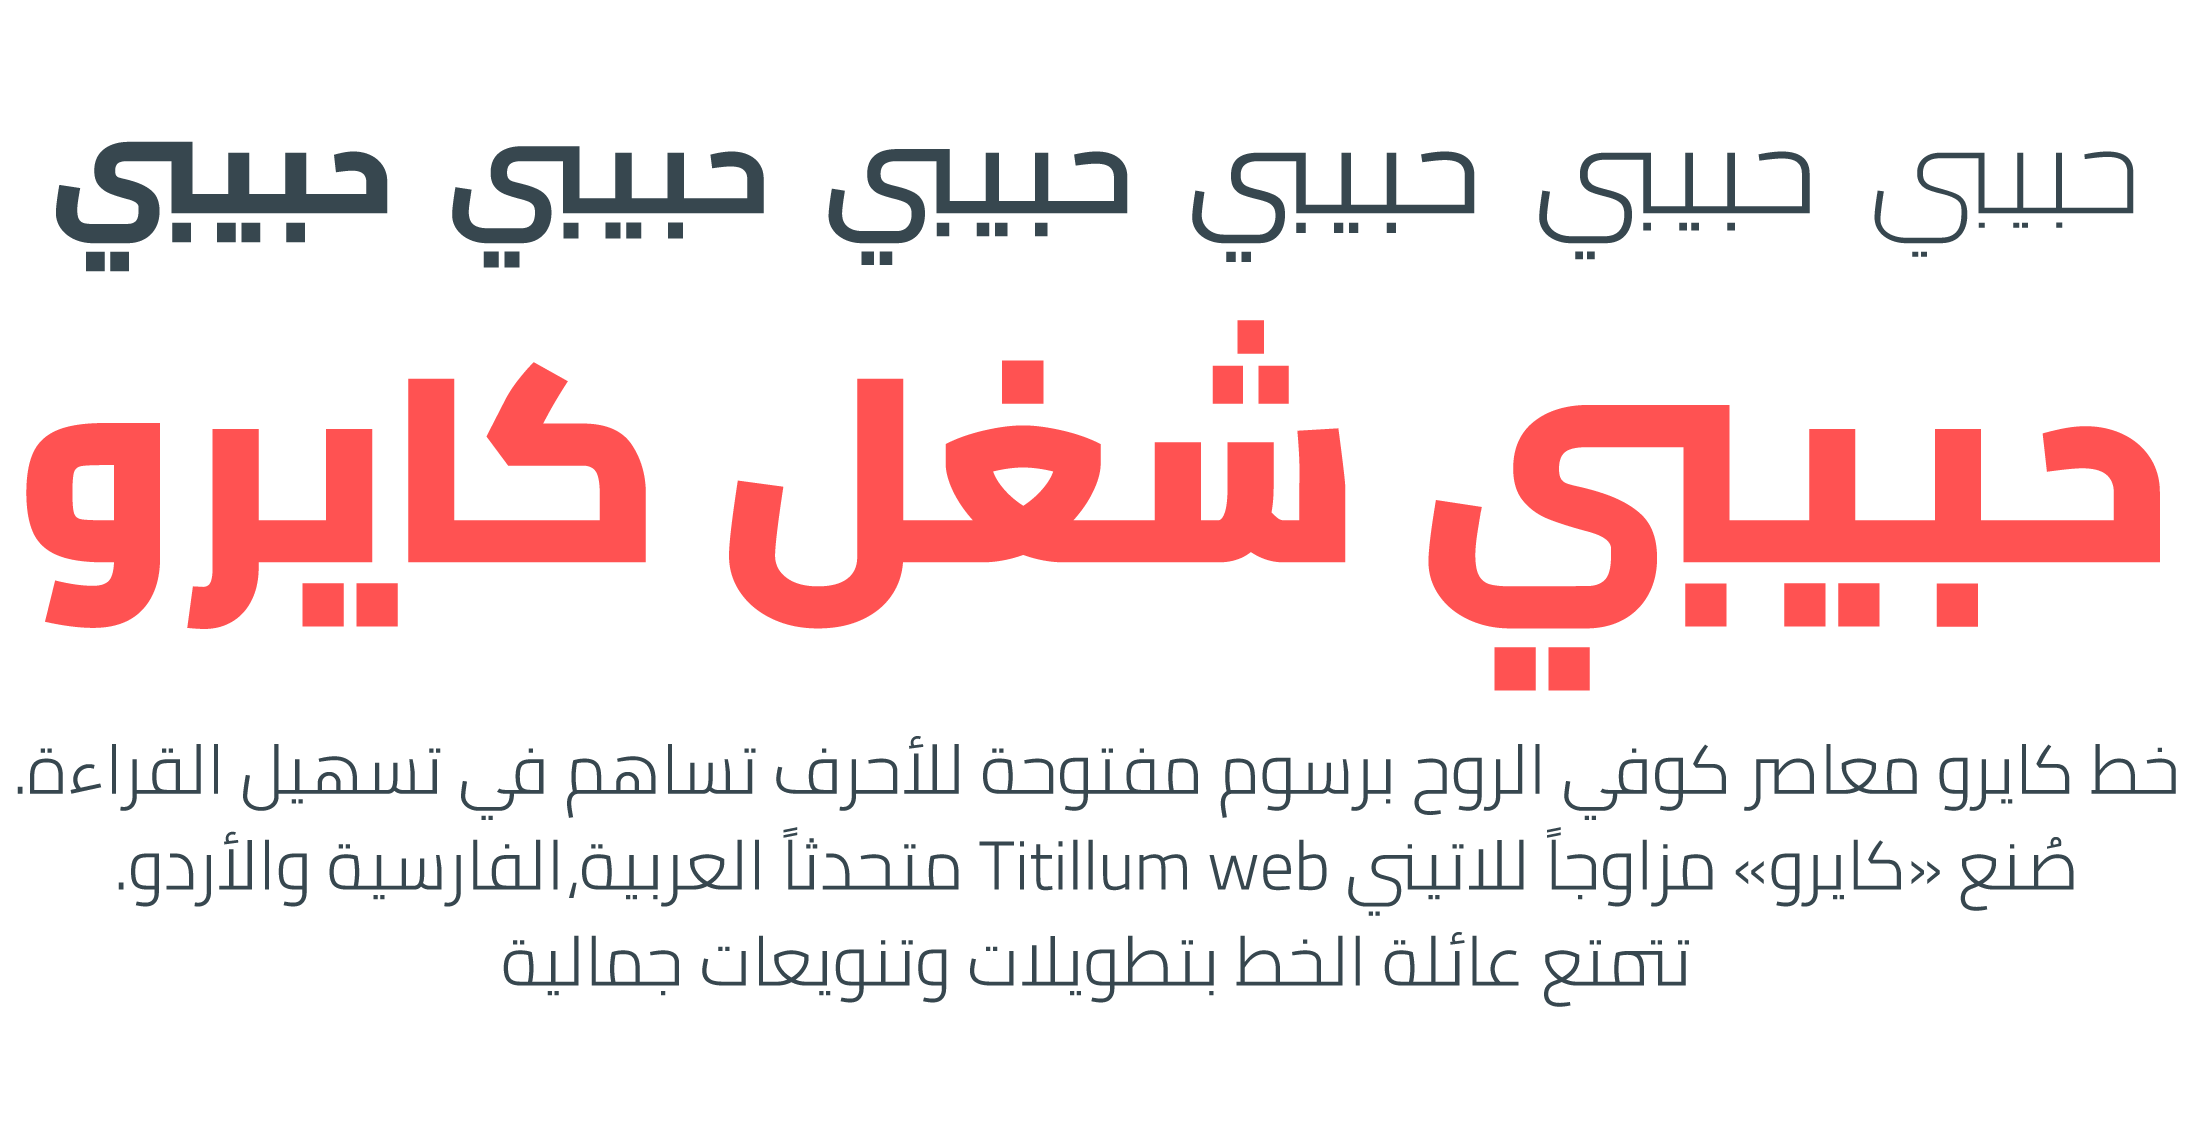 حبيبي حبيبي حبيبي حبيبي حبيبي حبيبي
حبيبي شغل كايرو
خط كايرو معاصر كوفي الروح برسوم مفتوحة للأحرف تساهم في تسهيل القراءة.
صُنع «كايرو» مزاوجاً للاتيني Titillum web متحدثاً العربية,الفارسية والأردو.
تتمتع عائلة الخط بتطويلات وتنويعات جمالية